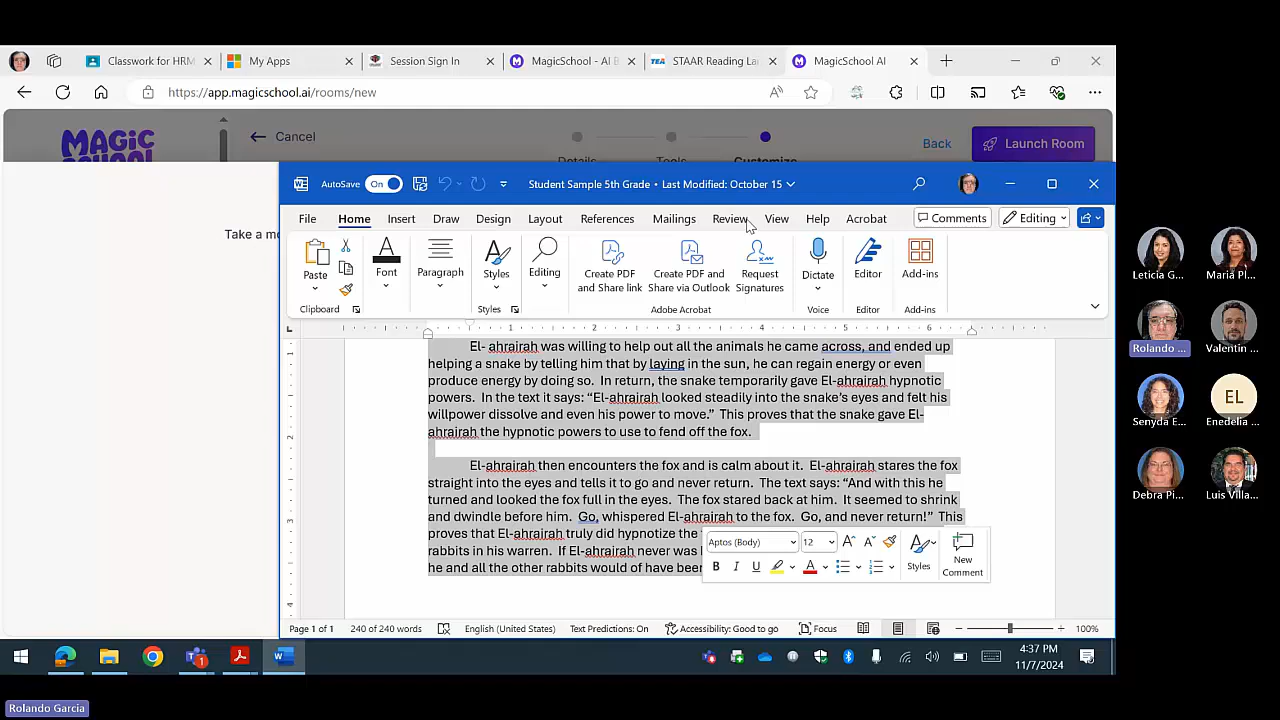 Classwork for HRM
My Apps
Session Sign In
MagicSchool - AI B
STAAR Reading La
MagicSchool AI
https://app.magicschool.ai/rooms/new
MAGIC
SCHOOL
Cancel
Details
Tools
Customize
Back
Launch Room
Take a mo
AutoSave On
Student Sample 5th Grade • Last Modified: October 15
File Home Insert Draw Design Layout References Mailings Review View Help Acrobat Comments Editing
Paste Font Paragraph Styles Editing Create PDF and Share link Create PDF and Share via Outlook Request Signatures Dictate Editor Add-ins
Clipboard Styles Adobe Acrobat Voice Editor Add-ins
1 2 3 4 5 6
El- ahrairah was willing to help out all the animals he came across, and ended up
helping a snake by telling him that by laying in the sun, he can regain energy or even
produce energy by doing so. In return, the snake temporarily gave El-ahrairah hypnotic
powers. In the text it says: “El-ahrairah looked steadily into the snake’s eyes and felt his
willpower dissolve and even his power to move.” This proves that the snake gave El-
ahrairah the hypnotic powers to use to fend off the fox.
El-ahrairah then encounters the fox and is calm about it. El-ahrairah stares the fox
straight into the eyes and tells it to go and never return. The text says: “And with this he
turned and looked the fox full in the eyes. The fox stared back at him. It seemed to shrink
and dwindle before him. Go, whispered El-ahrairah to the fox. Go, and never return!” This
proves that El-ahrairah truly did hypnotize the
rabbits in his warren. If El-ahrairah never was
he and all the other rabbits would of have been
Aptos (Body) 12
B I U A Styles
New
Comment
Page 1 of 1 240 of 240 words English (United States) Text Predictions: On Accessibility: Good to go Focus 100%
4:37 PM
11/7/2024
Leticia G...
Maria Pl...
Rolando ...
Valentin ...
Senyda E...
EL
Enedelia ...
Debra Pi...
Luis Villa...
Rolando Garcia